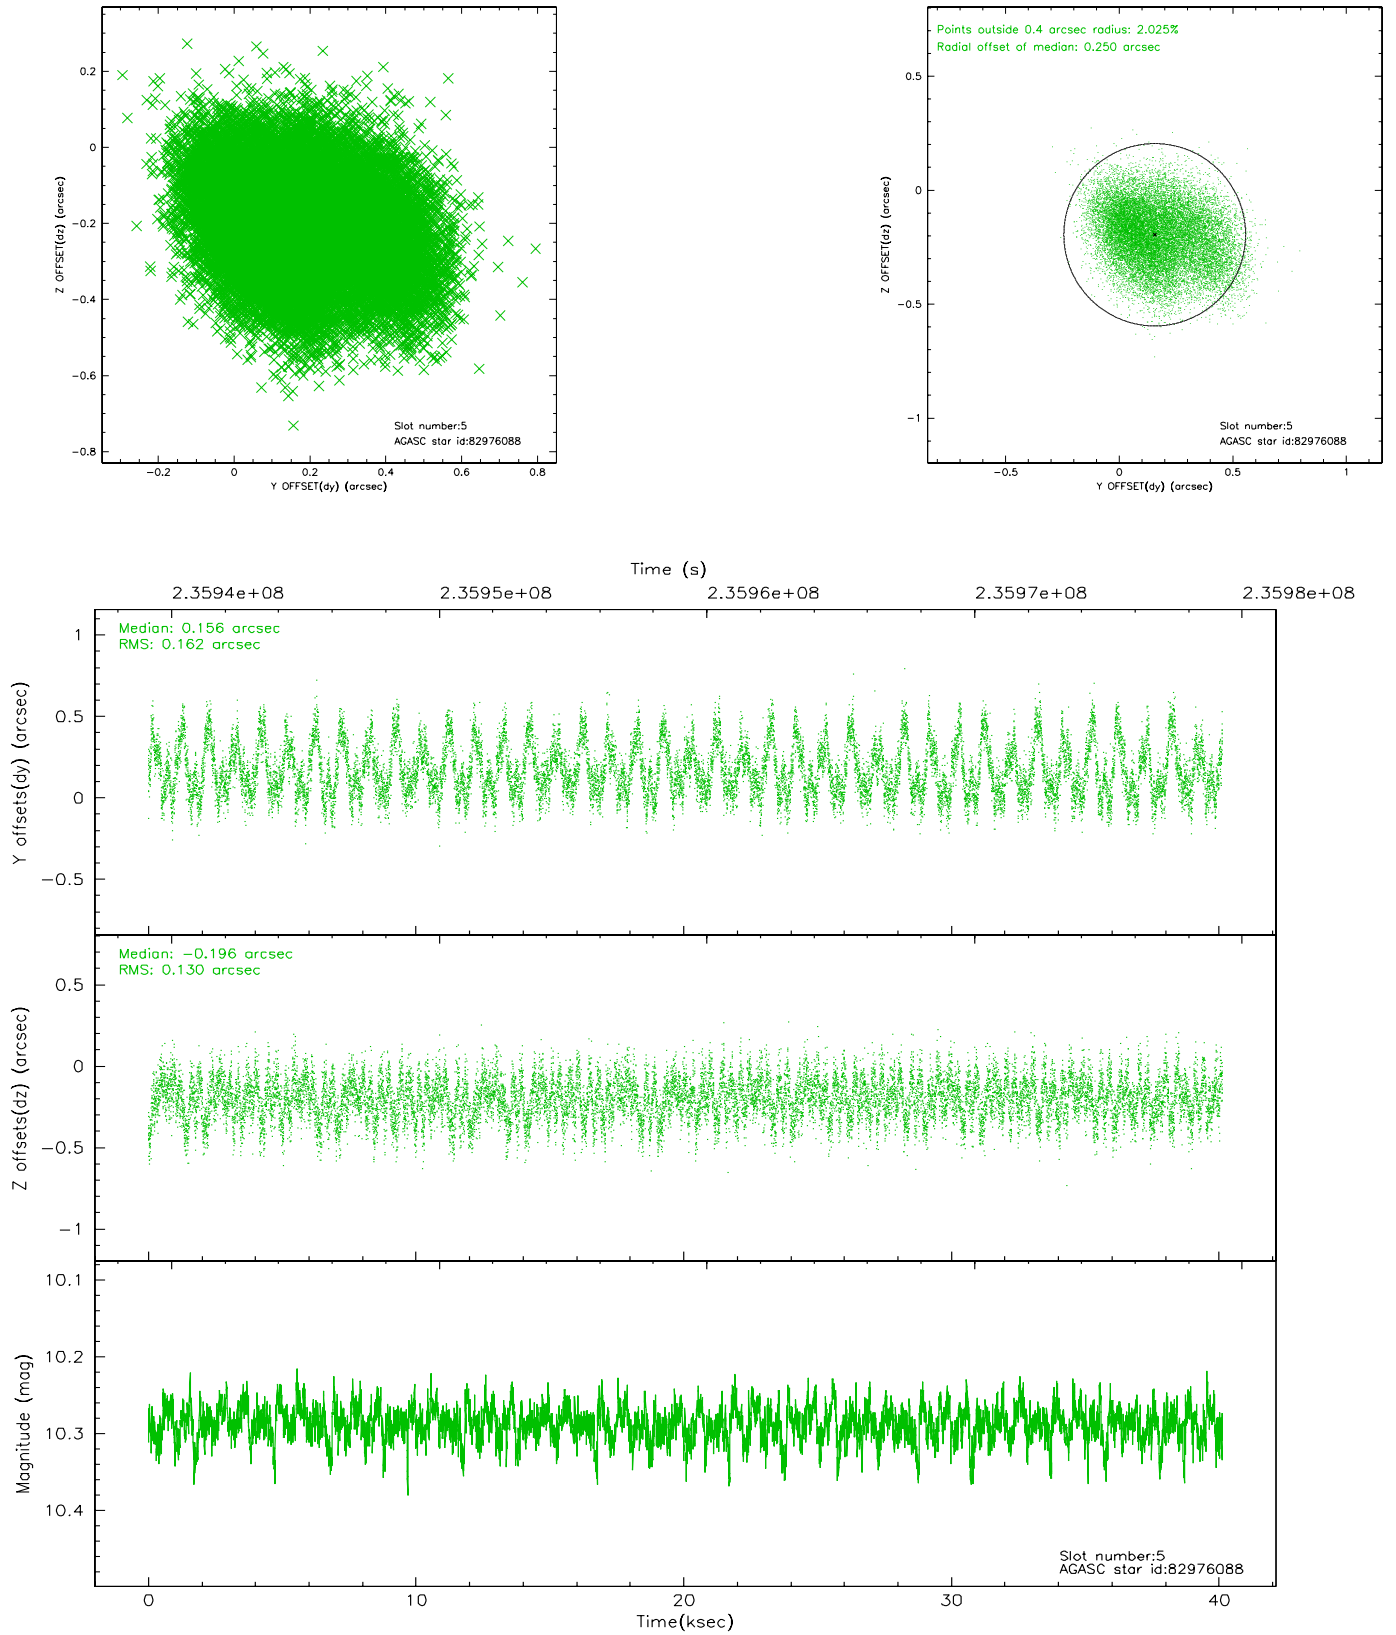 0.2
0
−0.2
−0.4
−0.6
−0.8
Z OFFSET(dz) (arcsec)
−0.2 0 0.2 0.4 0.6 0.8
Y OFFSET(dy) (arcsec)
Slot number:5
AGASC star id:82976088
Points outside 0.4 arcsec radius: 2.025%
Radial offset of median: 0.250 arcsec
0.5
0
−0.5
−1
Z OFFSET(dz) (arcsec)
Slot number:5
AGASC star id:82976088
−0.5 0 0.5 1
Y OFFSET(dy) (arcsec)
Time (s)
2.3594e+08 2.3595e+08 2.3596e+08 2.3597e+08 2.3598e+08
Median: 0.156 arcsec
RMS: 0.162 arcsec
1
0.5
0
−0.5
Y offsets(dy) (arcsec)
Median: −0.196 arcsec
RMS: 0.130 arcsec
0.5
0
−0.5
−1
Z offsets(dz) (arcsec)
10.1
10.2
10.3
10.4
Magnitude (mag)
Slot number:5
AGASC star id:82976088
0 10 20 30 40
Time(ksec)